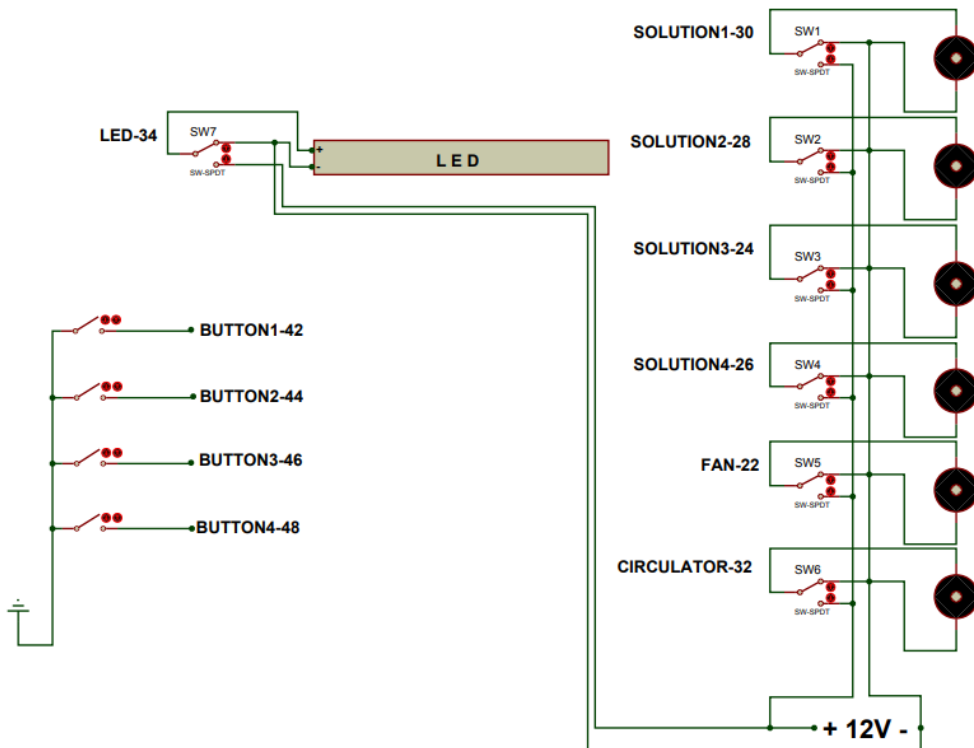 SOLUTION1-30
SW1
SW-SPDT
LED-34
SW7
SW-SPDT
+
-
LED
SOLUTION2-28
SW2
SW-SPDT
SOLUTION3-24
SW3
SW-SPDT
BUTTON1-42
SOLUTION4-26
SW4
SW-SPDT
BUTTON2-44
BUTTON3-46
FAN-22
SW5
SW-SPDT
BUTTON4-48
CIRCULATOR-32
SW6
SW-SPDT
+ 12V -